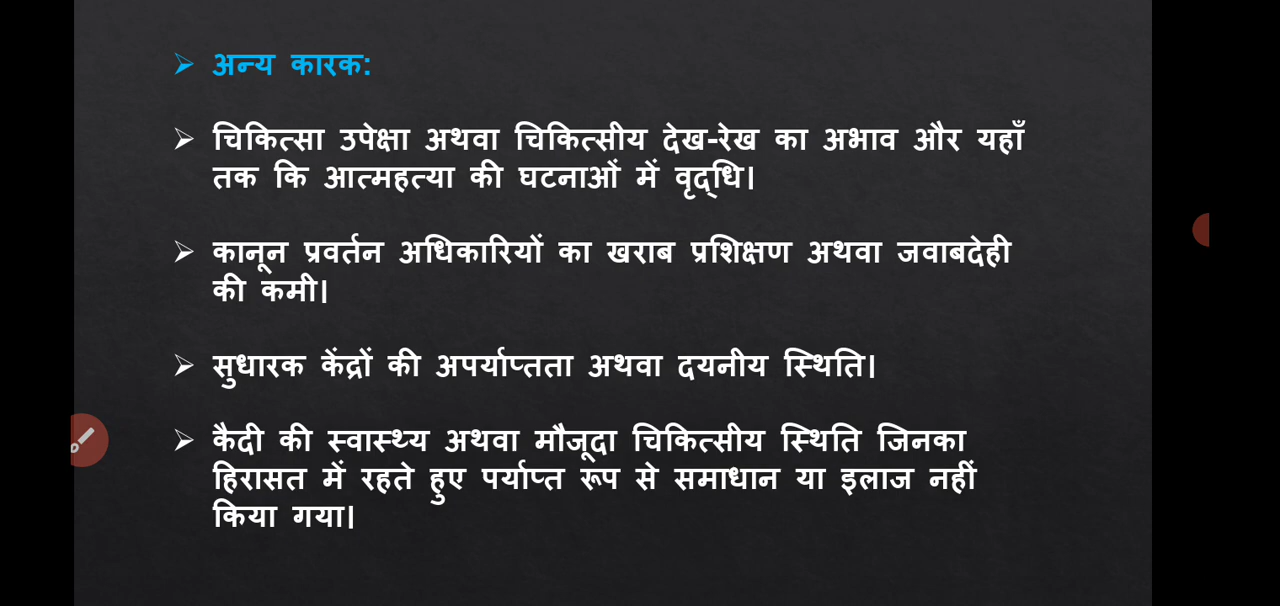 अन्य कारक:
चिकित्सा उपेक्षा अथवा चिकित्सीय देख-रेख का अभाव और यहाँ
तक कि आत्महत्या की घटनाओं में वृद्धि।
कानून प्रवर्तन अधिकारियों का खराब प्रशिक्षण अथवा जवाबदेही
की कमी।
सुधारक केंद्रों की अपर्याप्तता अथवा दयनीय स्थिति।
कैदी की स्वास्थ्य अथवा मौजूदा चिकित्सीय स्थिति जिनका
हिरासत में रहते हुए पर्याप्त रूप से समाधान या इलाज नहीं
किया गया।